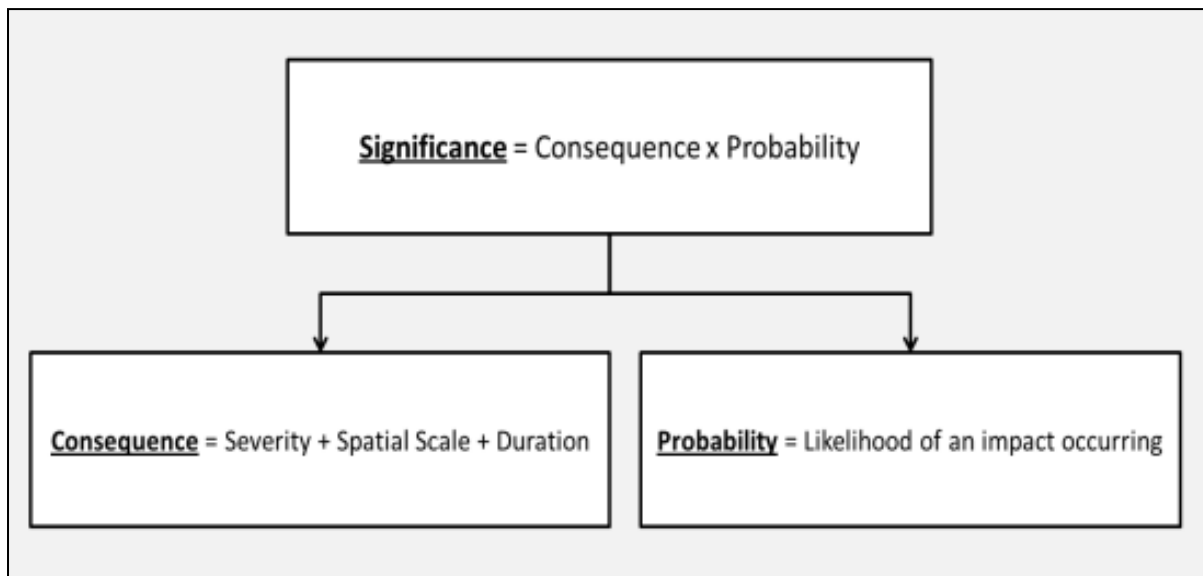 Significance = Consequence x Probability
Consequence = Severity + Spatial Scale + Duration
Probability = Likelihood of an impact occurring